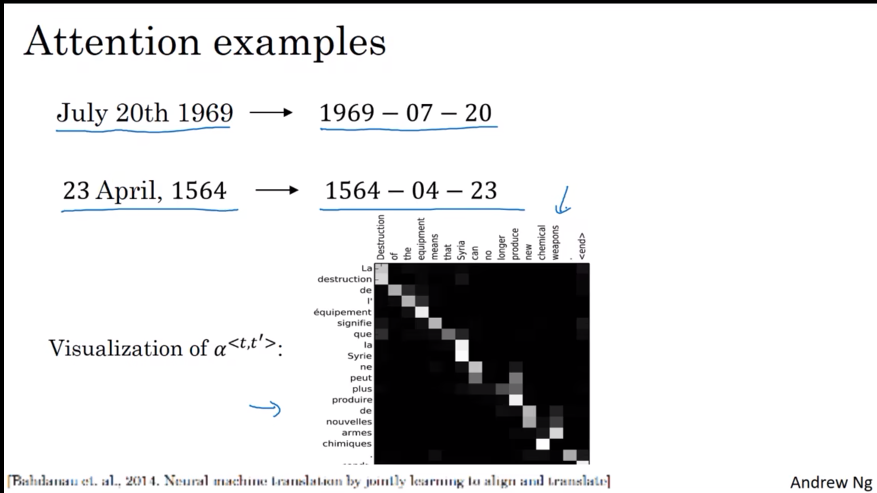 Attention examples
July 20th 1969 ⟶ 1969 – 07 – 20
23 April, 1564 ⟶ 1564 – 04 – 23
Destruction
of
the
equipment
means
that
Syria
can
no
longer
produce
new
chemical
weapons
.
<end>
La
destruction
de
l'
équipement
signifie
que
la
Syrie
ne
peut
plus
produire
de
nouvelles
armes
chimiques
.
Visualization of α<t,t′>:
[Bahdanau et. al., 2014. Neural machine translation by jointly learning to align and translate]
Andrew Ng